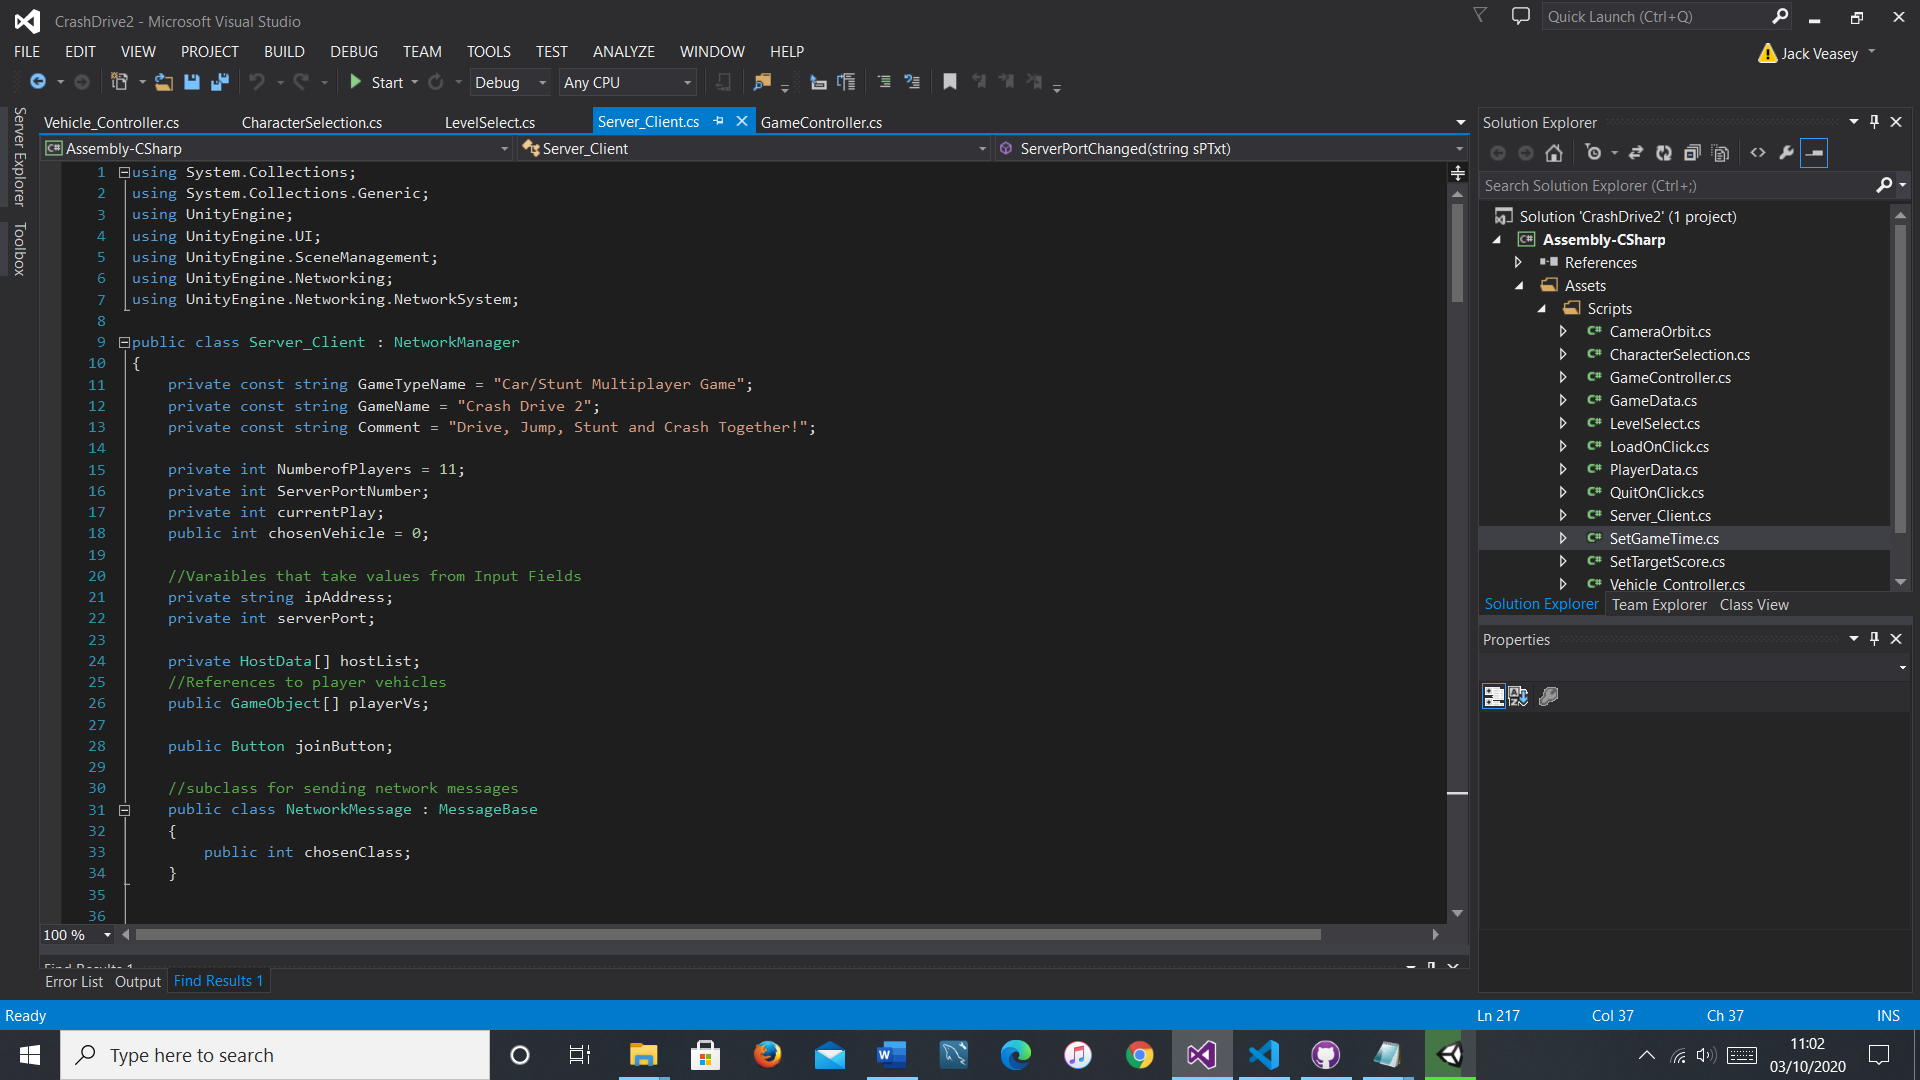 CrashDrive2 - Microsoft Visual Studio
Quick Launch (Ctrl+Q)
FILE EDIT VIEW PROJECT BUILD DEBUG TEAM TOOLS TEST ANALYZE WINDOW HELP
Jack Veasey
Start Debug Any CPU
Server Explorer
Toolbox
Vehicle_Controller.cs CharacterSelection.cs LevelSelect.cs Server_Client.cs GameController.cs
Assembly-CSharp Server_Client ServerPortChanged(string sPTxt)
1 using System.Collections;
2 using System.Collections.Generic;
3 using UnityEngine;
4 using UnityEngine.UI;
5 using UnityEngine.SceneManagement;
6 using UnityEngine.Networking;
7 using UnityEngine.Networking.NetworkSystem;
8
9 public class Server_Client : NetworkManager
10 {
11 private const string GameTypeName = "Car/Stunt Multiplayer Game";
12 private const string GameName = "Crash Drive 2";
13 private const string Comment = "Drive, Jump, Stunt and Crash Together!";
14
15 private int NumberofPlayers = 11;
16 private int ServerPortNumber;
17 private int currentPlay;
18 public int chosenVehicle = 0;
19
20 //Varaibles that take values from Input Fields
21 private string ipAddress;
22 private int serverPort;
23
24 private HostData[] hostList;
25 //References to player vehicles
26 public GameObject[] playerVs;
27
28 public Button joinButton;
29
30 //subclass for sending network messages
31 public class NetworkMessage : MessageBase
32 {
33 public int chosenClass;
34 }
35
36
100 %
Find Results 1
Error List Output Find Results 1
Solution Explorer
Search Solution Explorer (Ctrl+;)
Solution 'CrashDrive2' (1 project)
C# Assembly-CSharp
References
Assets
Scripts
C# CameraOrbit.cs
C# CharacterSelection.cs
C# GameController.cs
C# GameData.cs
C# LevelSelect.cs
C# LoadOnClick.cs
C# PlayerData.cs
C# QuitOnClick.cs
C# Server_Client.cs
C# SetGameTime.cs
C# SetTargetScore.cs
C# Vehicle_Controller.cs
Solution Explorer Team Explorer Class View
Properties
Ready Ln 217 Col 37 Ch 37 INS
Type here to search
11:02
03/10/2020